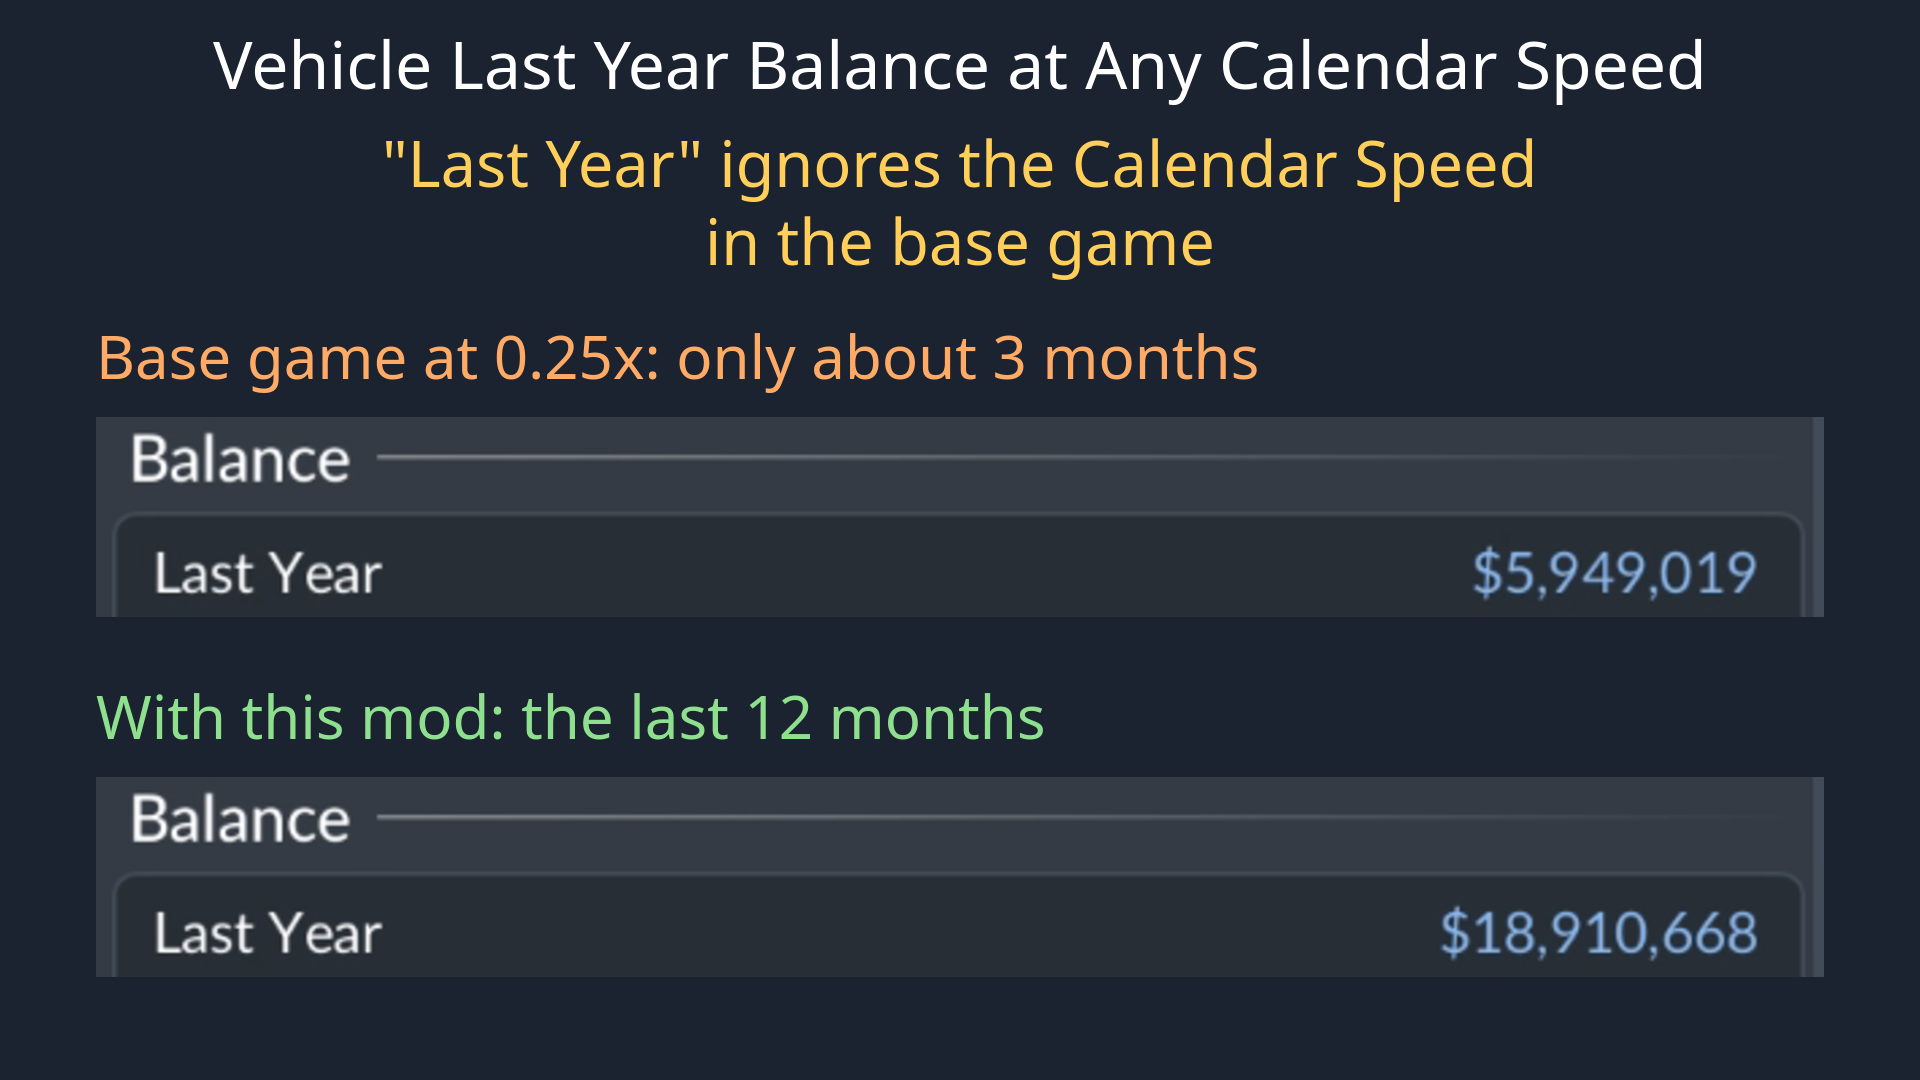 Vehicle Last Year Balance at Any Calendar Speed
"Last Year" ignores the Calendar Speed
in the base game
Base game at 0.25x: only about 3 months
Balance
Last Year $5,949,019
With this mod: the last 12 months
Balance
Last Year $18,910,668